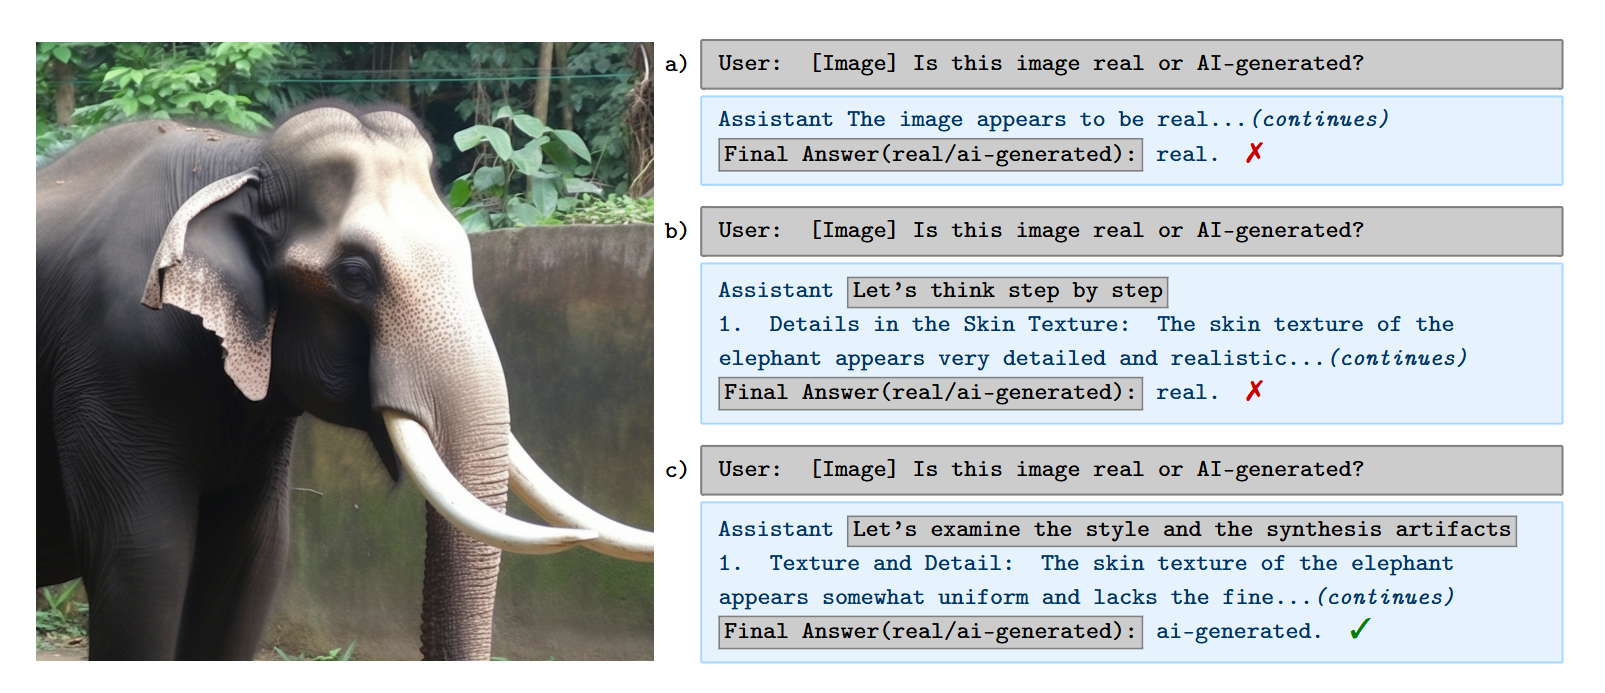 a) User: [Image] Is this image real or AI-generated?
Assistant The image appears to be real...(continues)
Final Answer(real/ai-generated): real. ✗
b) User: [Image] Is this image real or AI-generated?
Assistant Let's think step by step
1. Details in the Skin Texture: The skin texture of the
elephant appears very detailed and realistic...(continues)
Final Answer(real/ai-generated): real. ✗
c) User: [Image] Is this image real or AI-generated?
Assistant Let's examine the style and the synthesis artifacts
1. Texture and Detail: The skin texture of the elephant
appears somewhat uniform and lacks the fine...(continues)
Final Answer(real/ai-generated): ai-generated. ✓